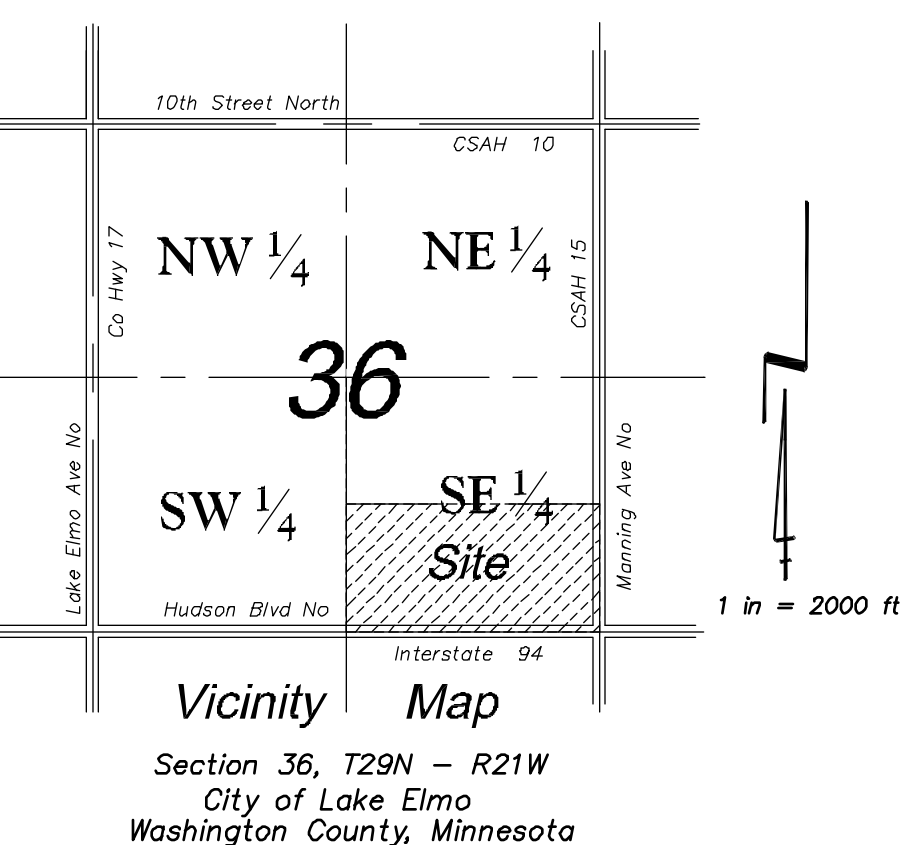 10th Street North
CSAH 10
NW 1/4
NE 1/4
Co Hwy 17
CSAH 15
36
Lake Elmo Ave No
Manning Ave No
SW 1/4
SE 1/4
Site
Hudson Blvd No
1 in = 2000 ft
Interstate 94
Vicinity Map
Section 36, T29N - R21W
City of Lake Elmo
Washington County, Minnesota